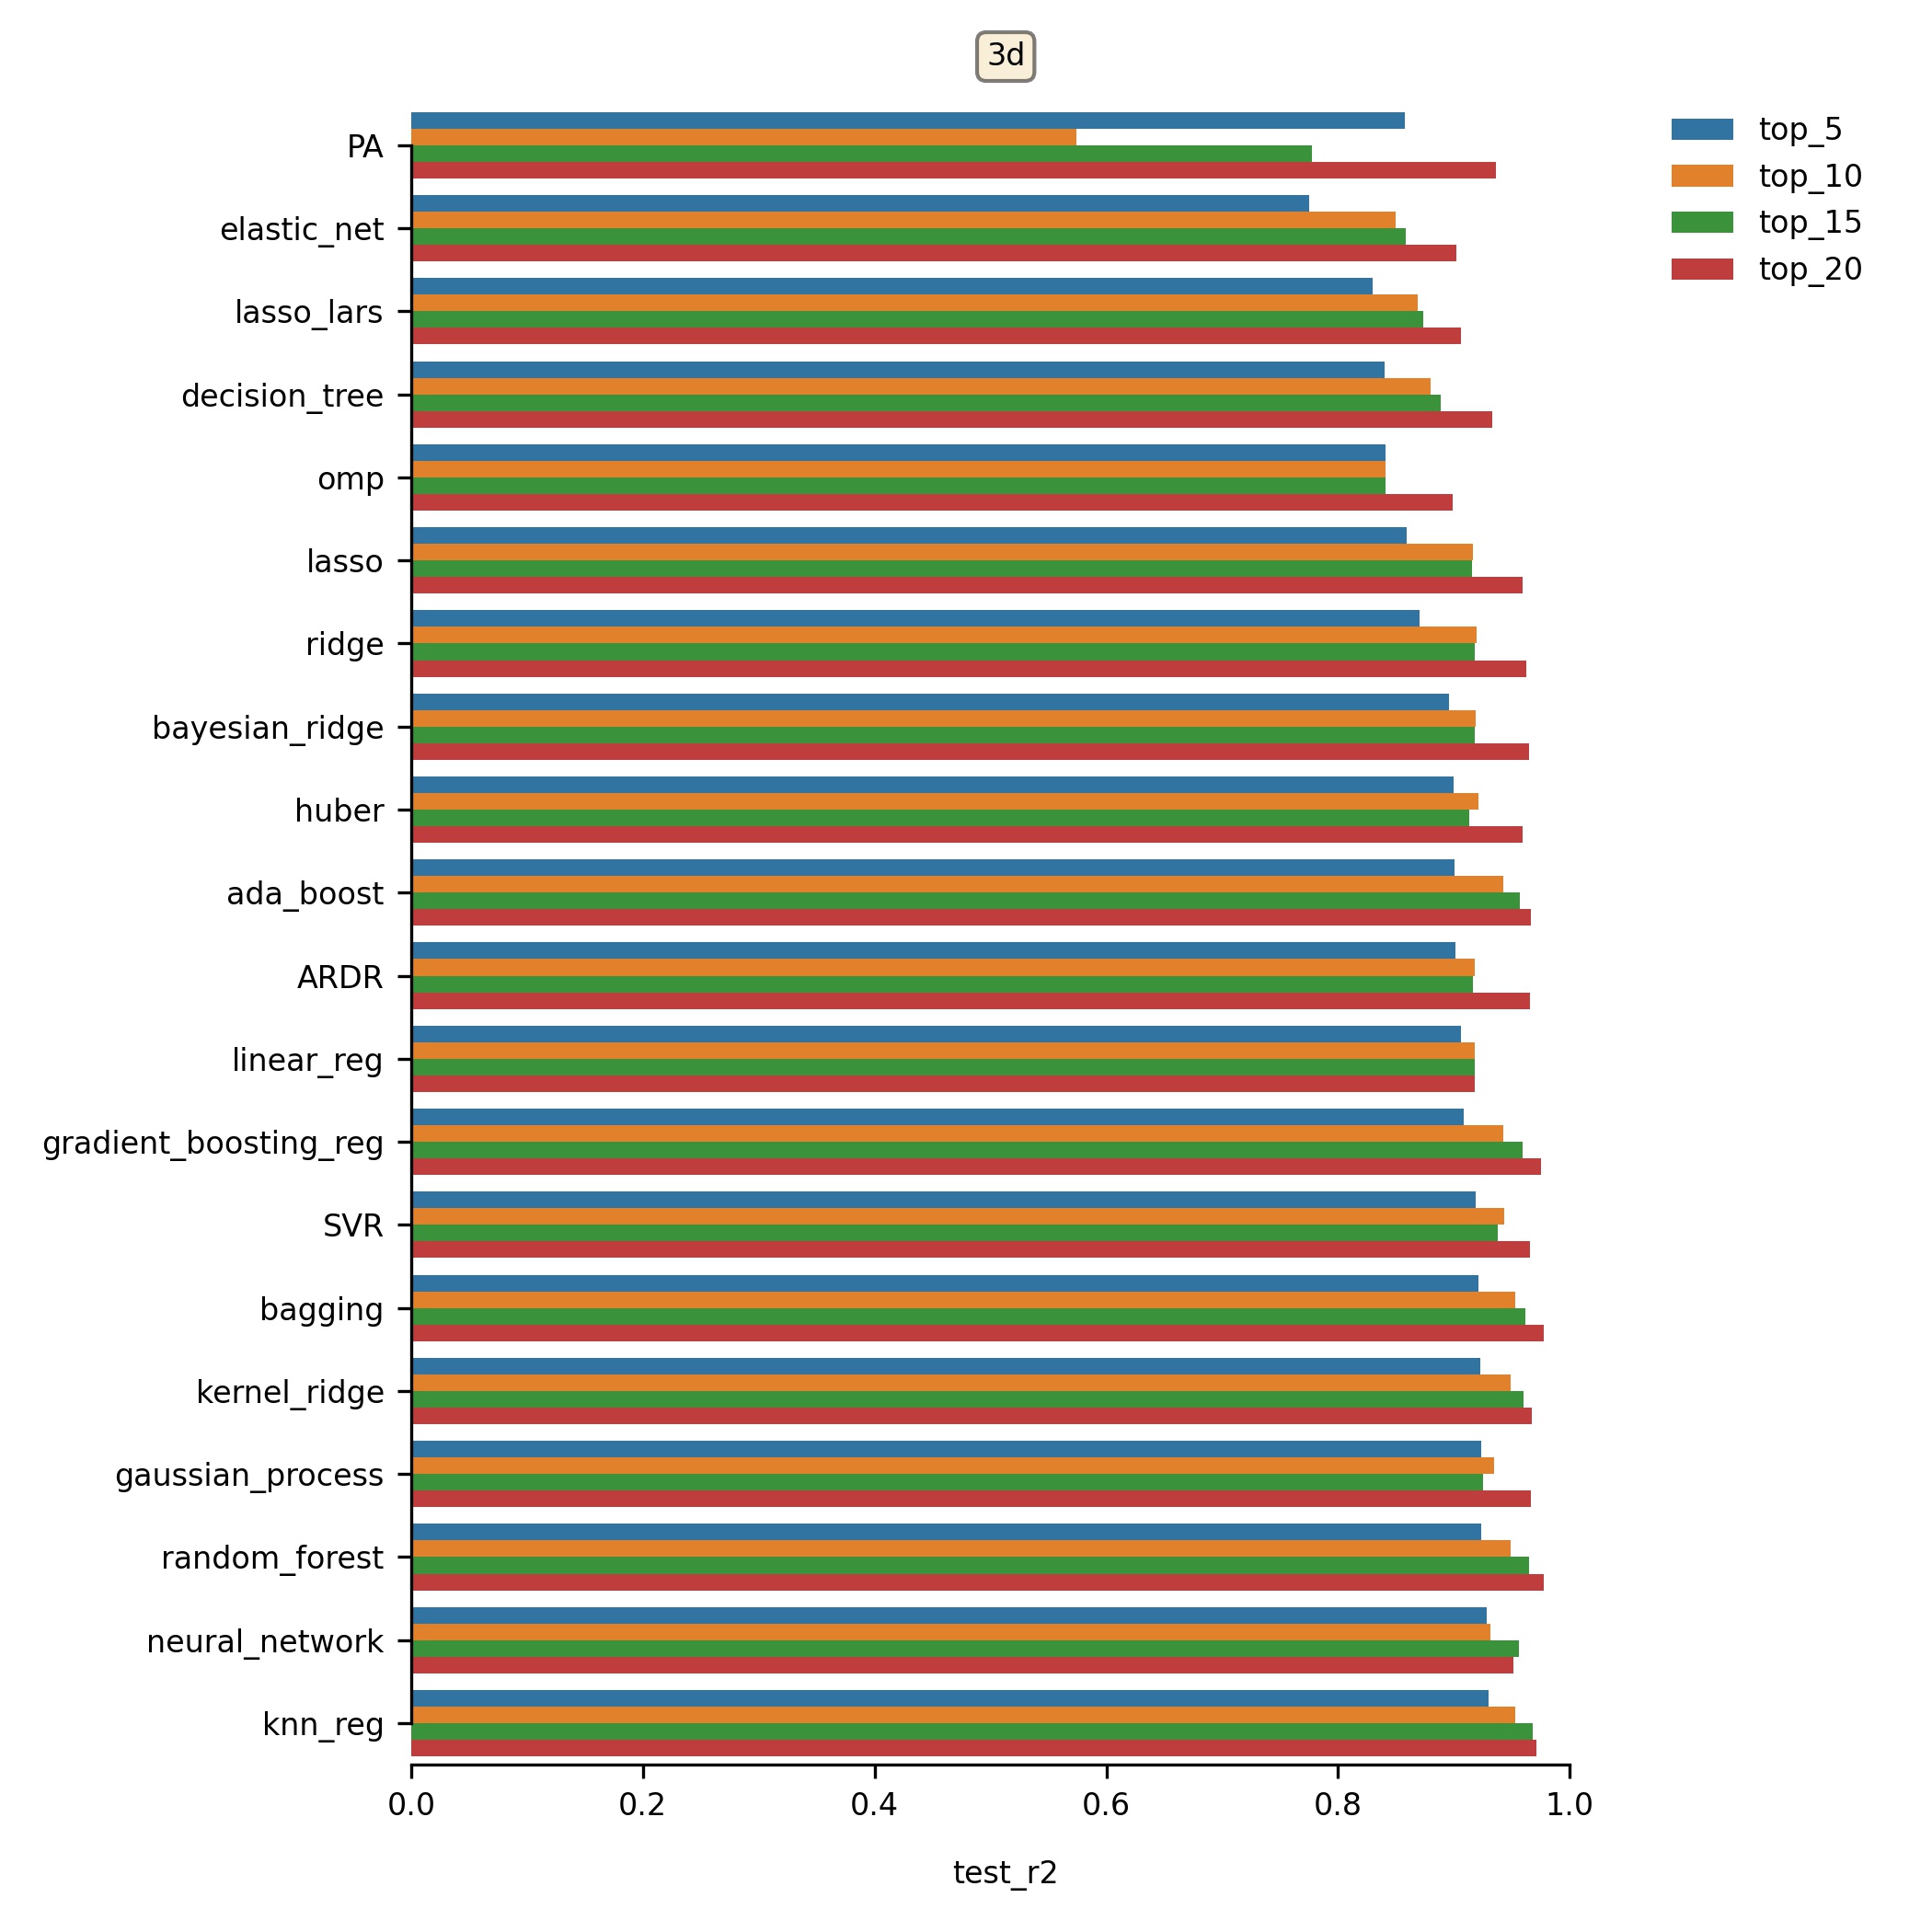 3d
top_5
top_10
top_15
top_20
PA
elastic_net
lasso_lars
decision_tree
omp
lasso
ridge
bayesian_ridge
huber
ada_boost
ARDR
linear_reg
gradient_boosting_reg
SVR
bagging
kernel_ridge
gaussian_process
random_forest
neural_network
knn_reg
0.0 0.2 0.4 0.6 0.8 1.0
test_r2